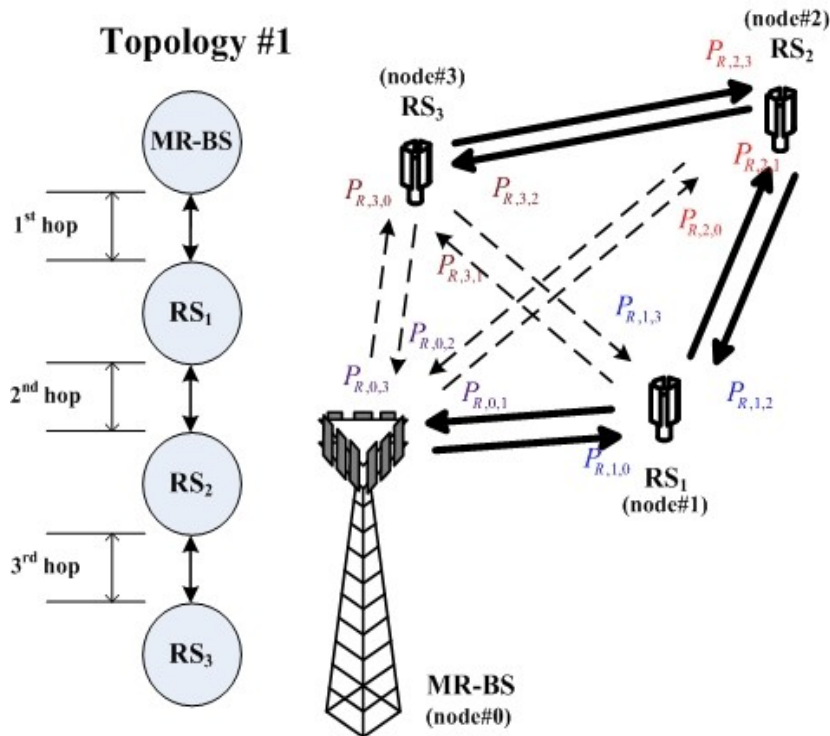 Topology #1
MR-BS
1st hop
RS1
2nd hop
RS2
3rd hop
RS3
(node#2)
RS2
PR,2,3
(node#3)
RS3
PR,2,1
PR,3,0
PR,3,2
PR,2,0
PR,3,1
PR,1,3
PR,0,2
PR,0,3
PR,0,1
PR,1,2
PR,1,0
RS1
(node#1)
MR-BS
(node#0)